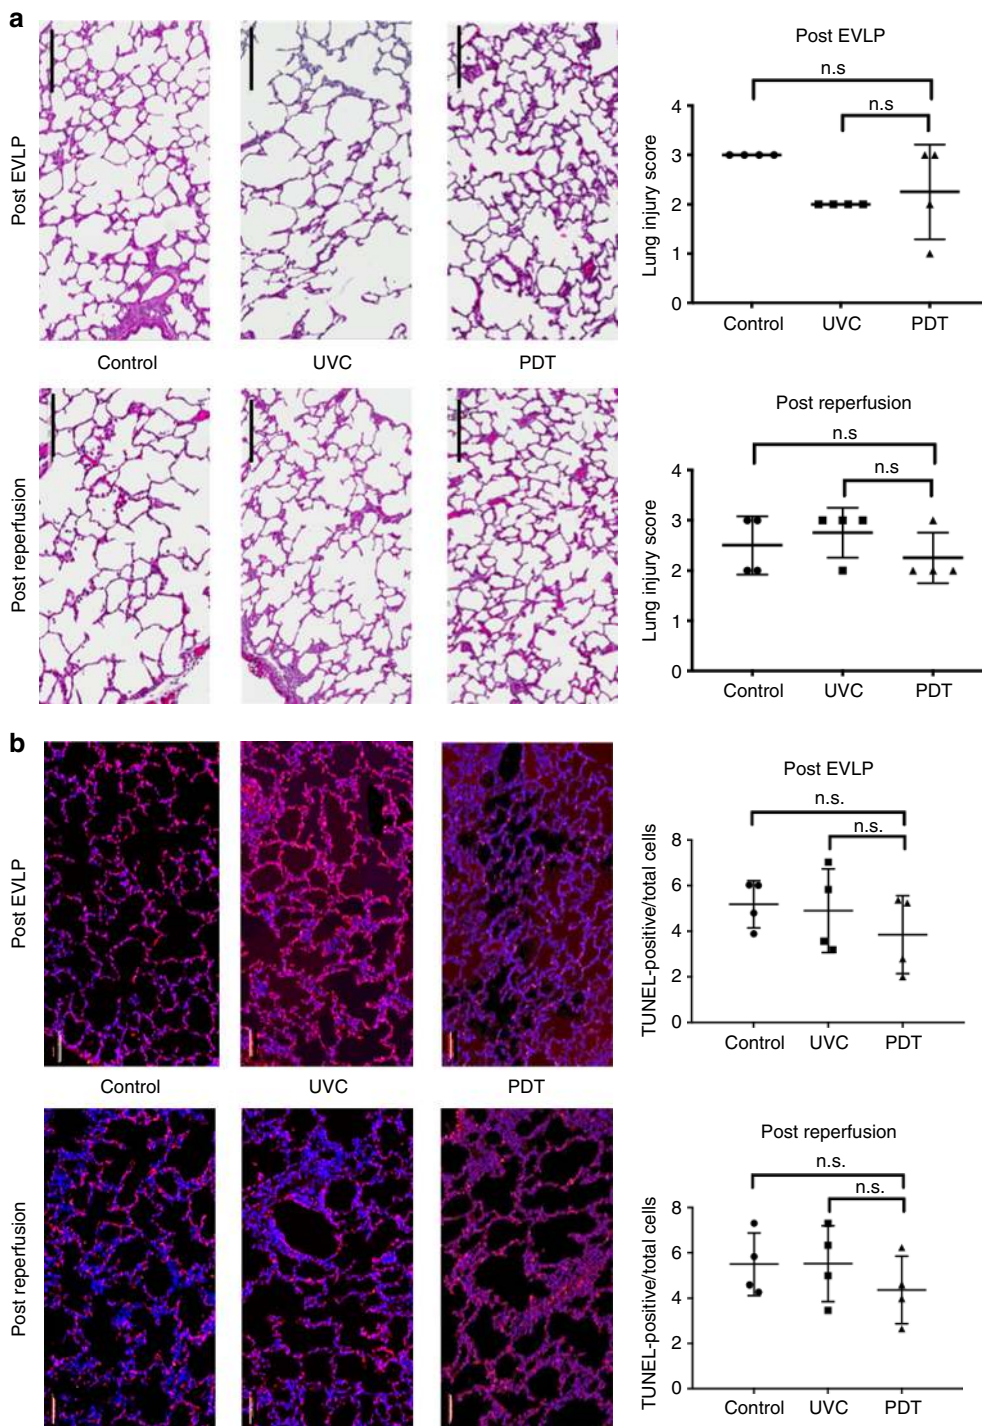 a
Post EVLP
Control
UVC
PDT
Post reperfusion
Post EVLP
n.s
n.s
Lung injury score
4
3
2
1
0
Control
UVC
PDT
Post reperfusion
n.s
n.s
Lung injury score
4
3
2
1
0
Control
UVC
PDT
b
Post EVLP
Control
UVC
PDT
Post reperfusion
Post EVLP
n.s.
n.s.
TUNEL-positive/total cells
8
6
4
2
0
Control
UVC
PDT
Post reperfusion
n.s.
n.s.
TUNEL-positive/total cells
8
6
4
2
0
Control
UVC
PDT